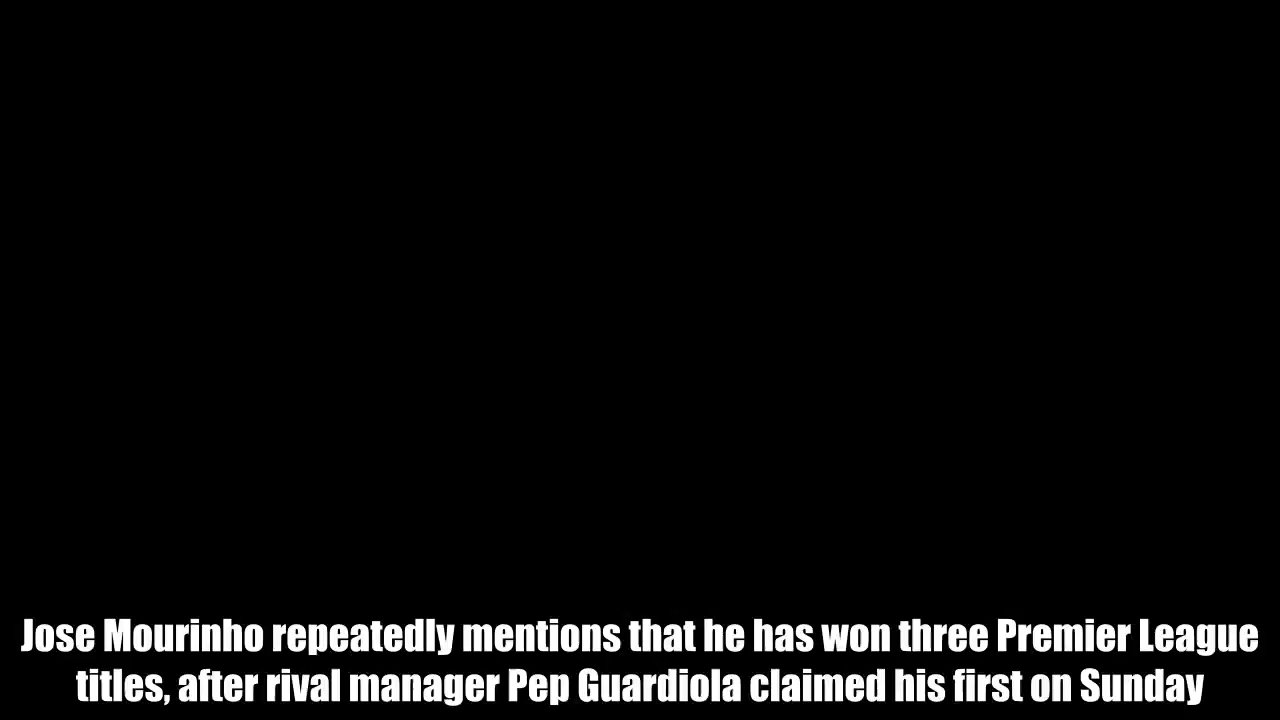 Jose Mourinho repeatedly mentions that he has won three Premier League
titles, after rival manager Pep Guardiola claimed his first on Sunday